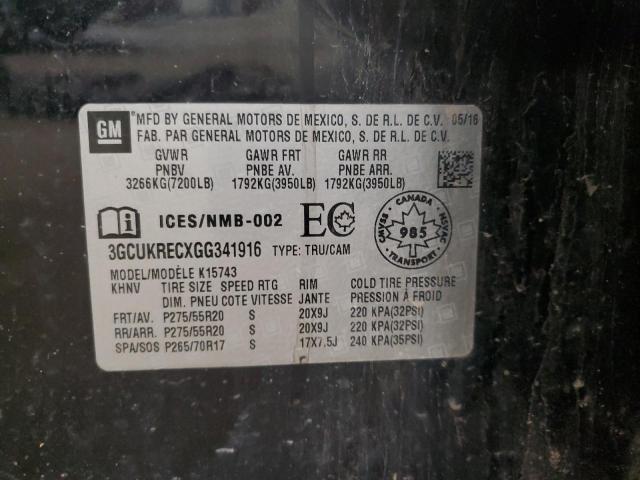 GM
MFD BY GENERAL MOTORS DE MEXICO, S. DE R.L. DE C.V. 05/16
FAB. PAR GENERAL MOTORS DE MEXICO, S. DE R.L. DE C.V.
GVWR GAWR FRT GAWR RR
PNBV PNBE AV. PNBE ARR.
3266KG(7200LB) 1792KG(3950LB) 1792KG(3950LB)
ICES/NMB-002 EC
CANADA CMVSS NSVAC 985 TRANSPORT
3GCUKRECXGG341916 TYPE: TRU/CAM
MODEL/MODÈLE K15743
KHNV TIRE SIZE SPEED RTG RIM COLD TIRE PRESSURE
DIM. PNEU COTE VITESSE JANTE PRESSION À FROID
FRT/AV P275/55R20 S 20X9J 220 KPA(32PSI)
RR/ARR. P275/55R20 S 20X9J 220 KPA(32PSI)
SPA/SOS P265/70R17 S 17X7.5J 240 KPA(35PSI)